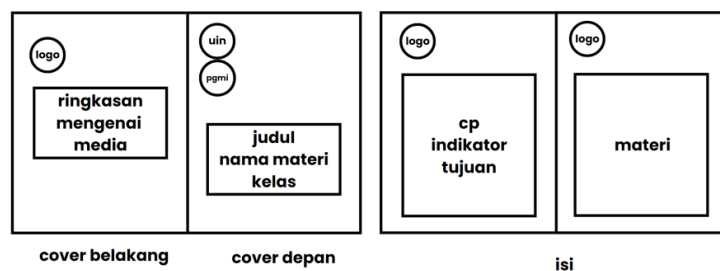 logo
ringkasan
mengenai
media
uin
pgmi
judul
nama materi
kelas
cover belakang
cover depan
logo
cp
indikator
tujuan
logo
materi
isi